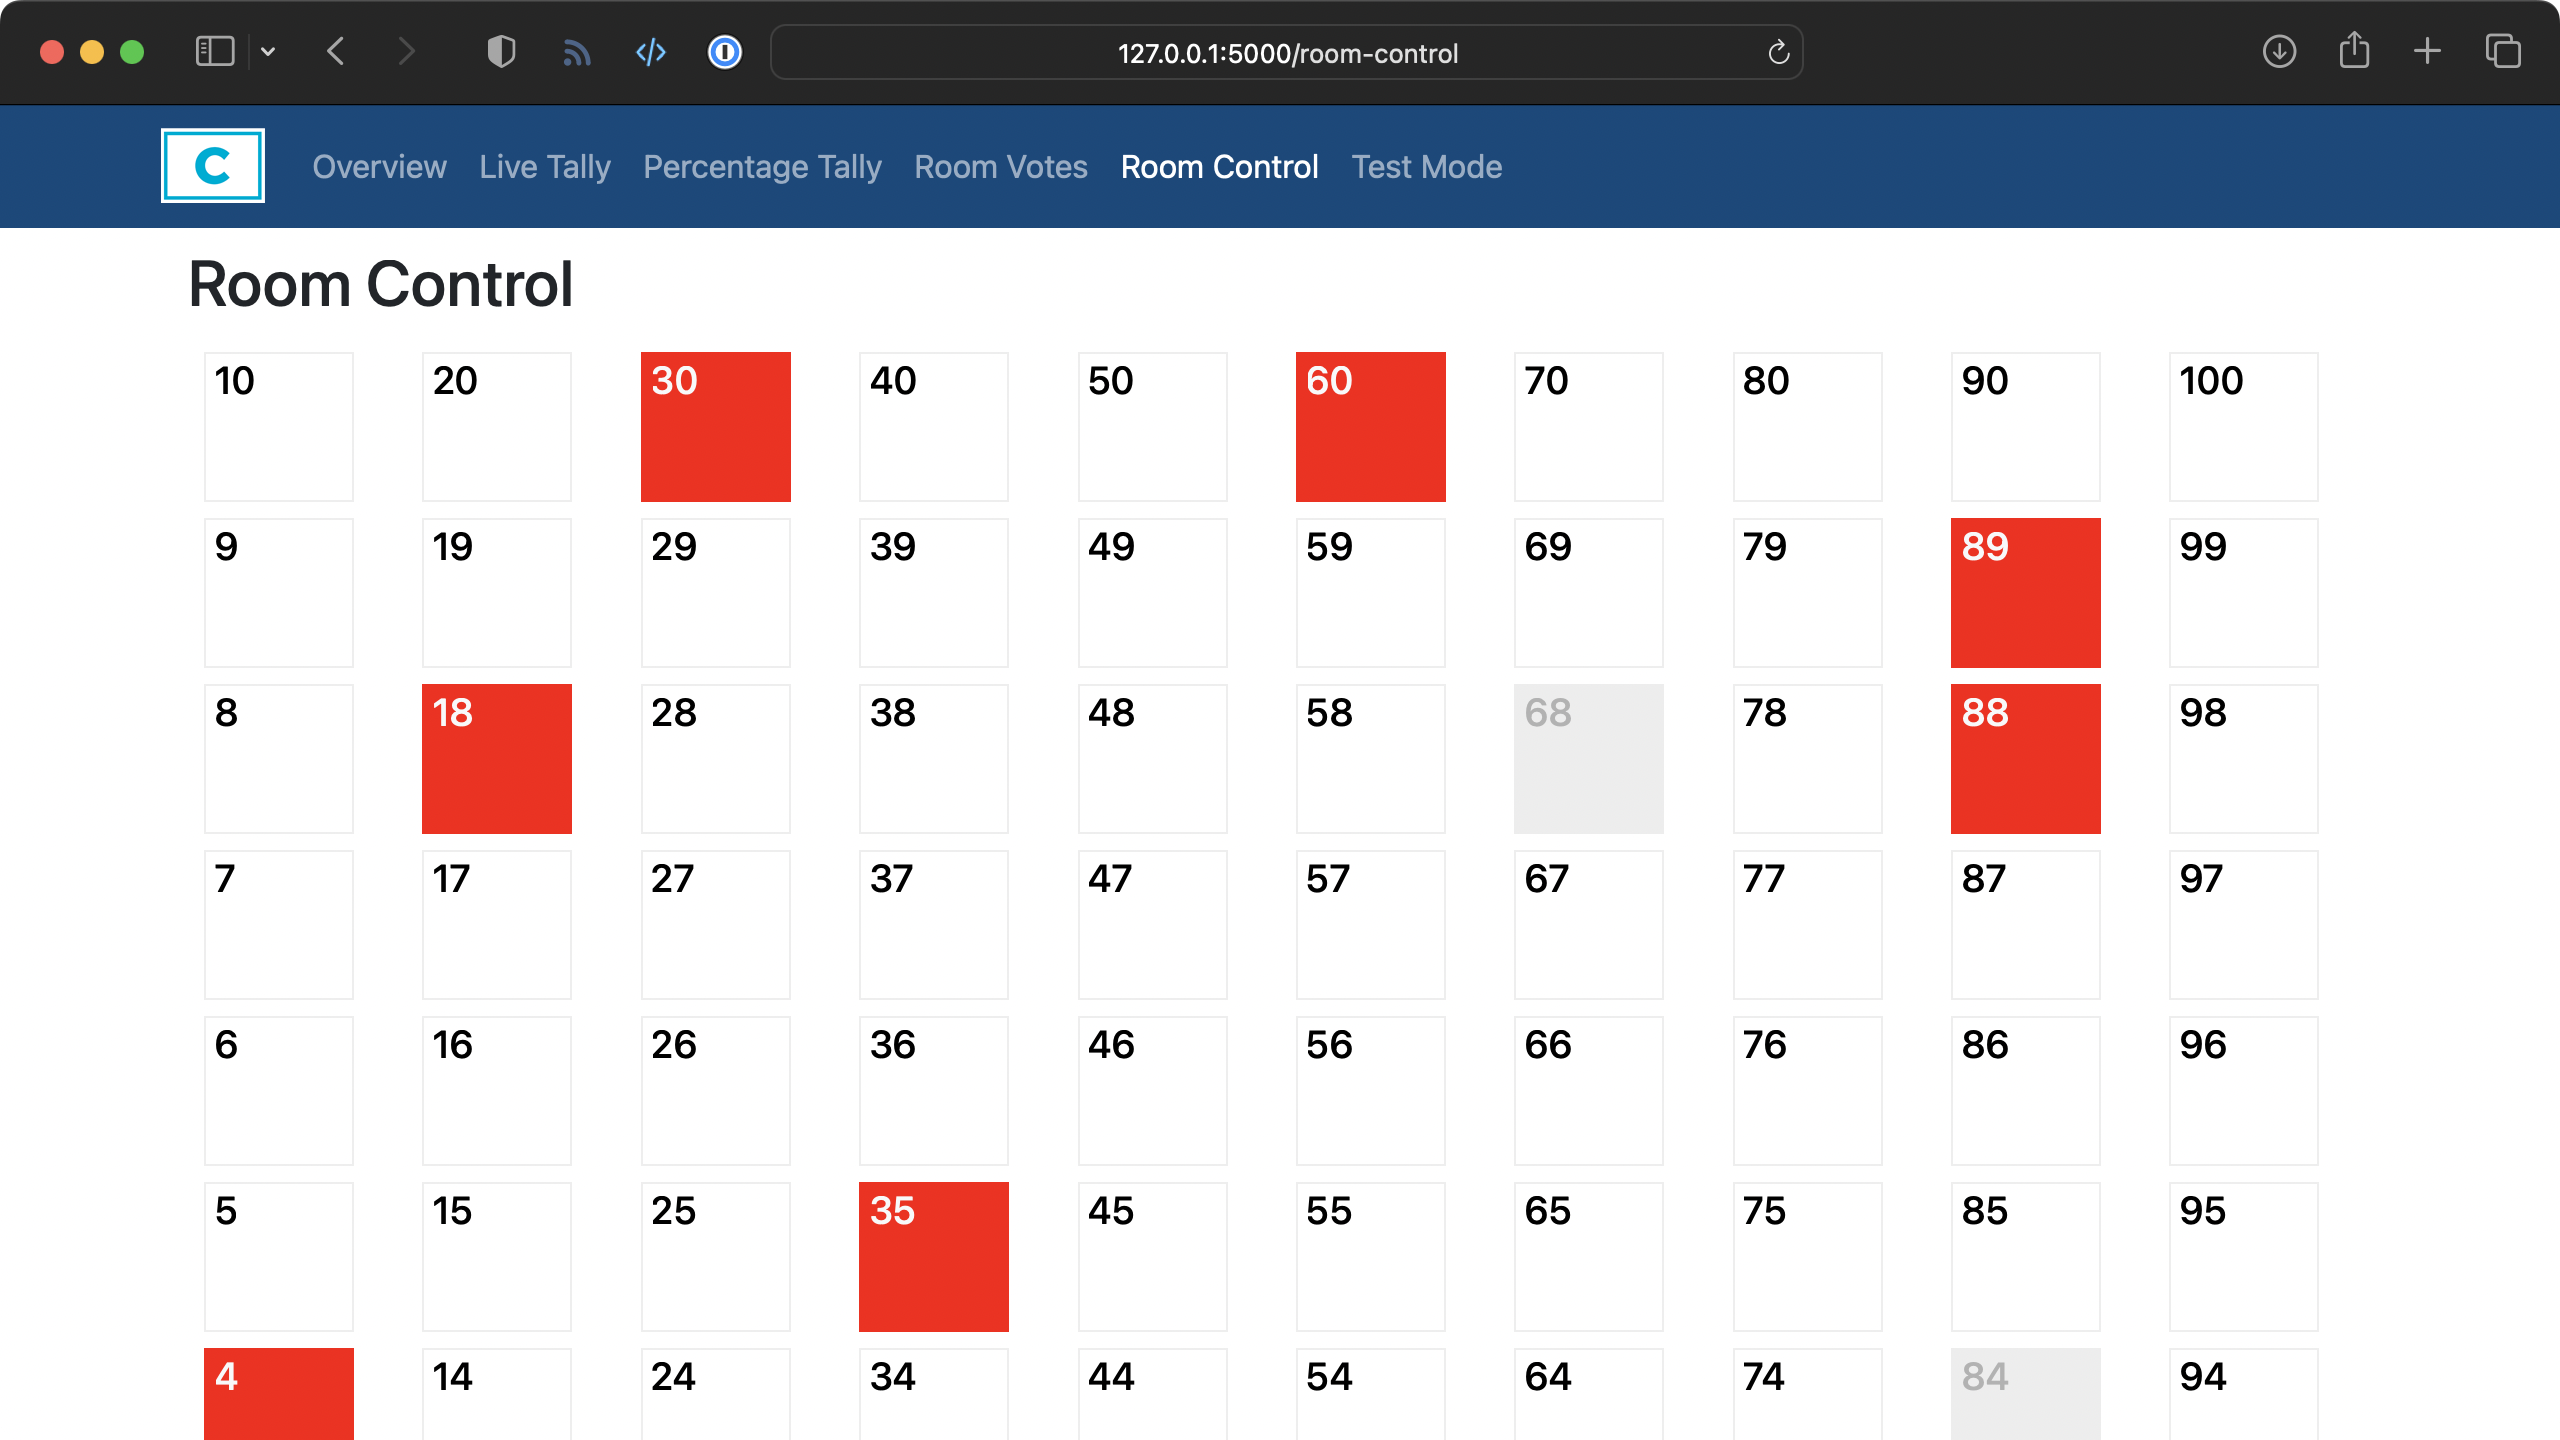 127.0.0.1:5000/room-control
C Overview Live Tally Percentage Tally Room Votes Room Control Test Mode
Room Control
10 20 30 40 50 60 70 80 90 100
9 19 29 39 49 59 69 79 89 99
8 18 28 38 48 58 68 78 88 98
7 17 27 37 47 57 67 77 87 97
6 16 26 36 46 56 66 76 86 96
5 15 25 35 45 55 65 75 85 95
4 14 24 34 44 54 64 74 84 94